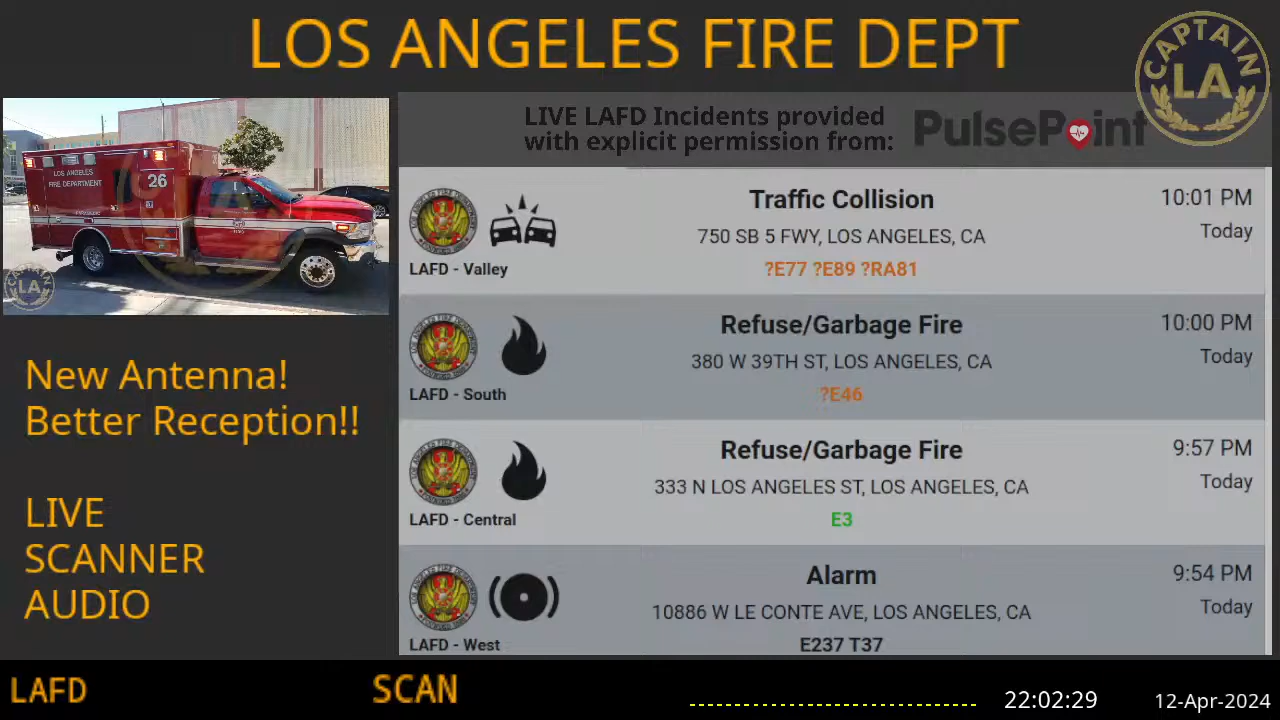 LOS ANGELES FIRE DEPT
CAPTAIN
LA
LIVE LAFD Incidents provided
with explicit permission from:
PulsePoint
LOS ANGELES
FIRE DEPARTMENT
26
PARAMEDIC
LA
Traffic Collision
10:01 PM
750 SB 5 FWY, LOS ANGELES, CA
Today
LAFD - Valley
?E77 ?E89 ?RA81
Refuse/Garbage Fire
10:00 PM
380 W 39TH ST, LOS ANGELES, CA
Today
LAFD - South
?E46
Refuse/Garbage Fire
9:57 PM
333 N LOS ANGELES ST, LOS ANGELES, CA
Today
LAFD - Central
E3
Alarm
9:54 PM
10886 W LE CONTE AVE, LOS ANGELES, CA
Today
LAFD - West
E237 T37
New Antenna!
Better Reception!!
LIVE
SCANNER
AUDIO
LAFD
SCAN
22:02:29
12-Apr-2024